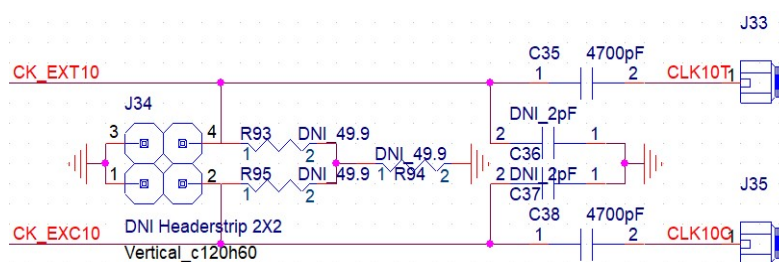 J33
C35 4700pF
CK_EXT10 1 2 CLK10T 1
J34
DNI_2pF
3 4 R93 DNI_49.9 2 1
1 2 DNI_49.9 C36
1 R94 2 2 DNI_2pF 1
1 2 R95 DNI_49.9 C37 J35
1 2
DNI Headerstrip 2X2 C38 4700pF
CK_EXC10 1 2 CLK10C 1
Vertical_c120h60